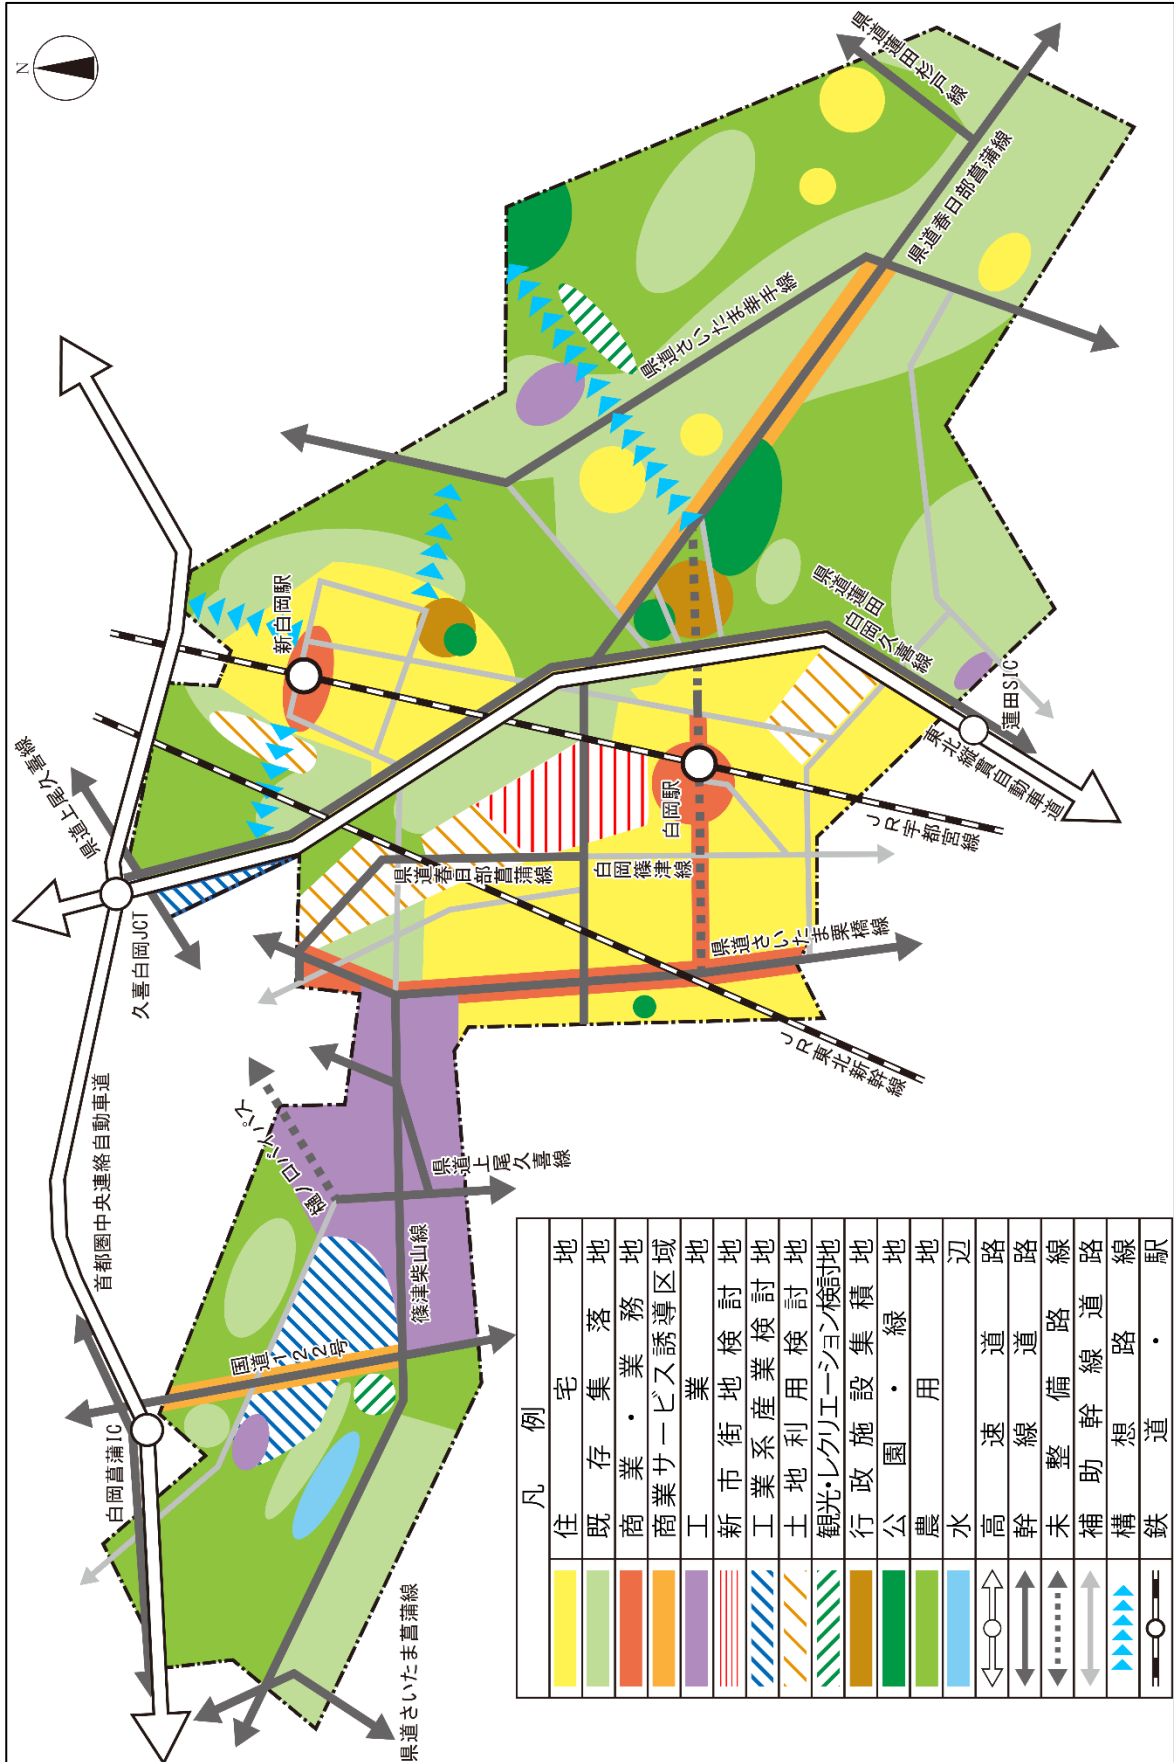 N
県道蓮田杉戸線
県道春日部菖蒲線
県道さいたま幸手線
新白岡駅
県道上尾久喜線
久喜白岡JCT
首都圏中央連絡自動車道
県道蓮田
白岡久喜線
蓮田SIC
東北縦貫自動車道
JR宇都宮線
白岡駅
県道春日部菖蒲線
白岡篠津線
県道さいたま栗橋線
JR東北新幹線
樋ノ口バイパス
県道上尾久喜線
篠津柴山線
国道122号
白岡菖蒲IC
県道さいたま菖蒲線
凡例
住宅地
既存集落地
商業・業務地
商業サービス誘導区域
工業地
新市街地検討地
工業系産業検討地
土地利用検討地
観光・レクリエーション検討地
行政施設集積地
公園・緑地
農用地
水辺
高速道路
幹線道路
未整備路線
補助幹線道路
構想路線
鉄道・駅